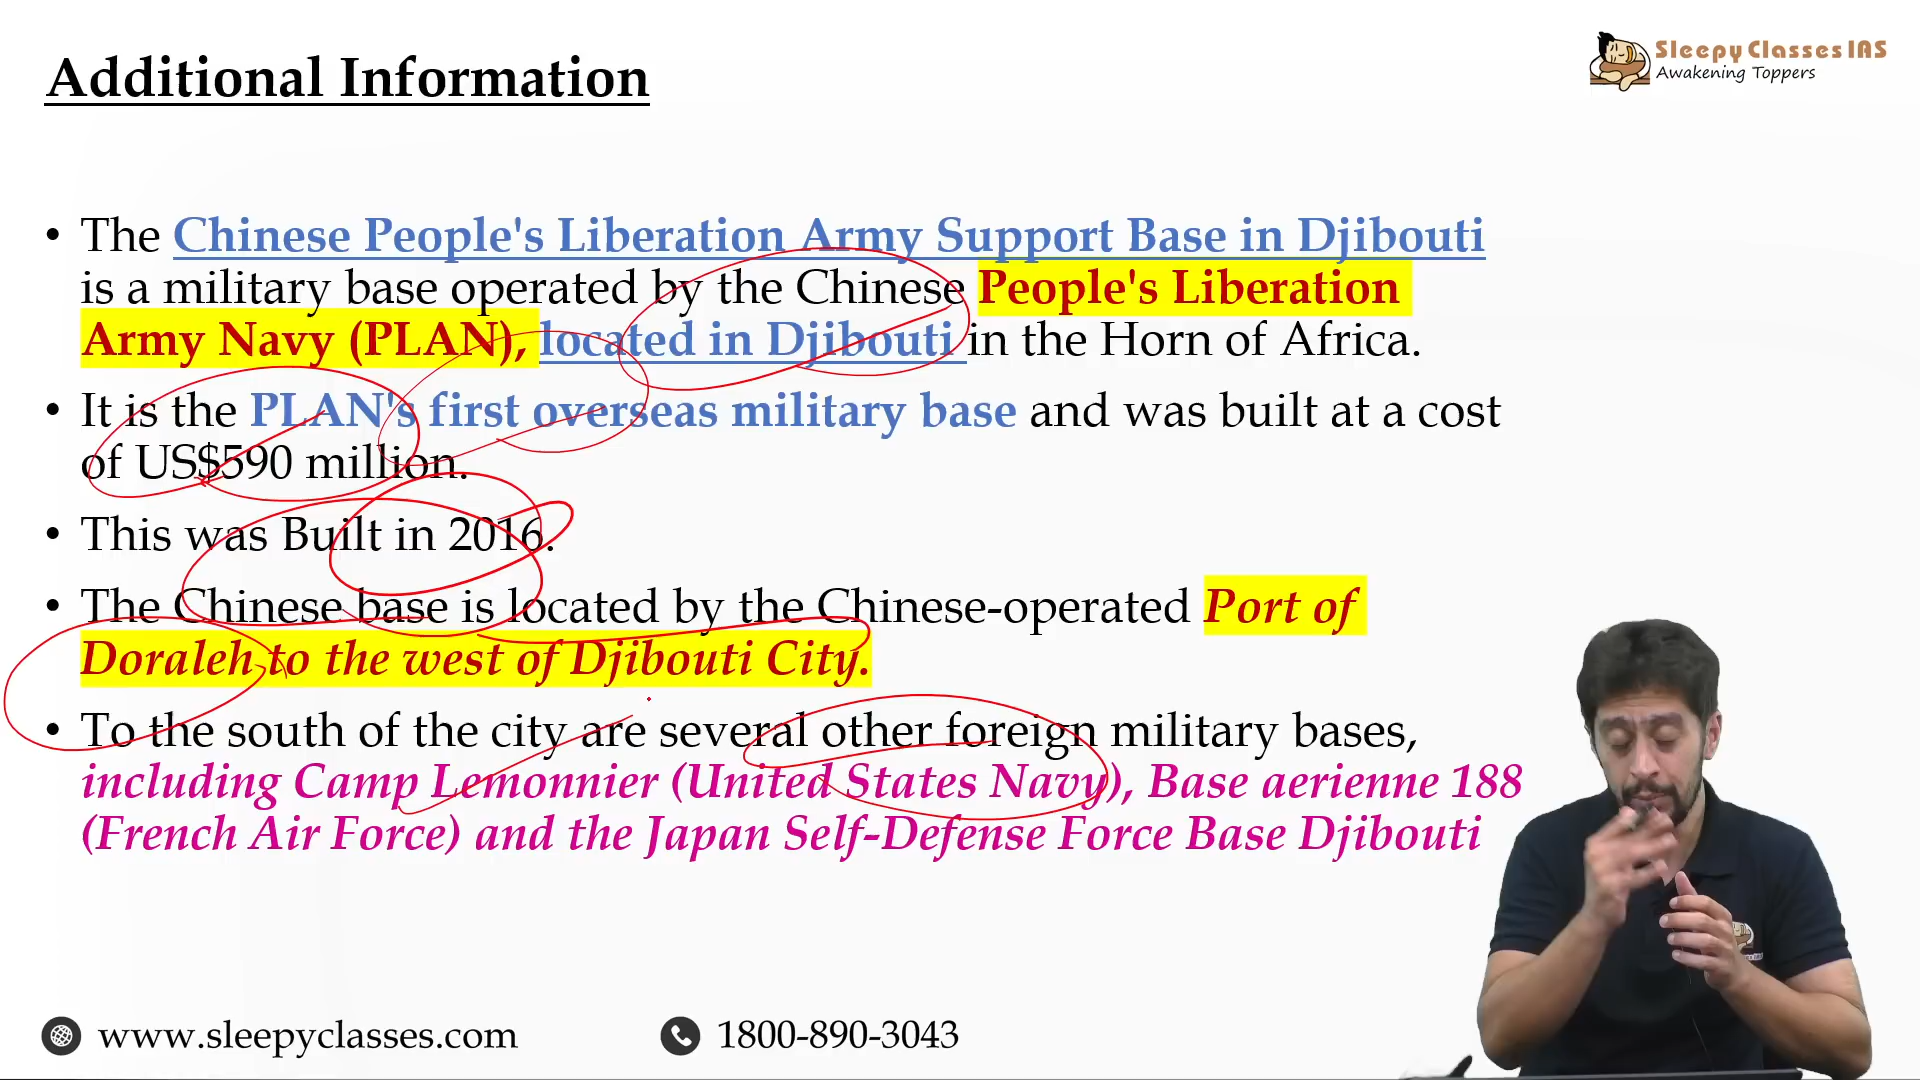 Additional Information
Sleepy Classes IAS
Awakening Toppers
• The Chinese People's Liberation Army Support Base in Djibouti
is a military base operated by the Chinese People's Liberation
Army Navy (PLAN), located in Djibouti in the Horn of Africa.
• It is the PLAN's first overseas military base and was built at a cost
of US$590 million.
• This was Built in 2016.
• The Chinese base is located by the Chinese-operated Port of
Doraleh to the west of Djibouti City.
• To the south of the city are several other foreign military bases,
including Camp Lemonnier (United States Navy), Base aerienne 188
(French Air Force) and the Japan Self-Defense Force Base Djibouti
www.sleepyclasses.com
1800-890-3043